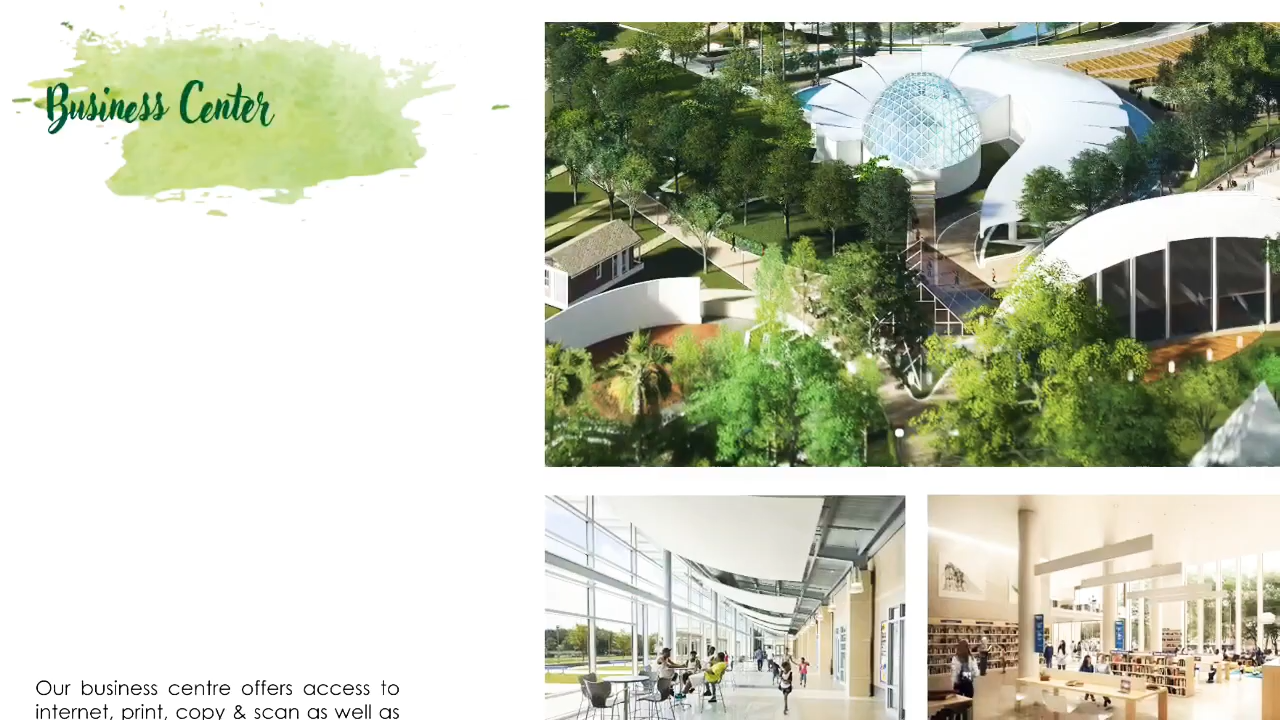 Business Center
Our business centre offers access to
internet, print, copy & scan as well as